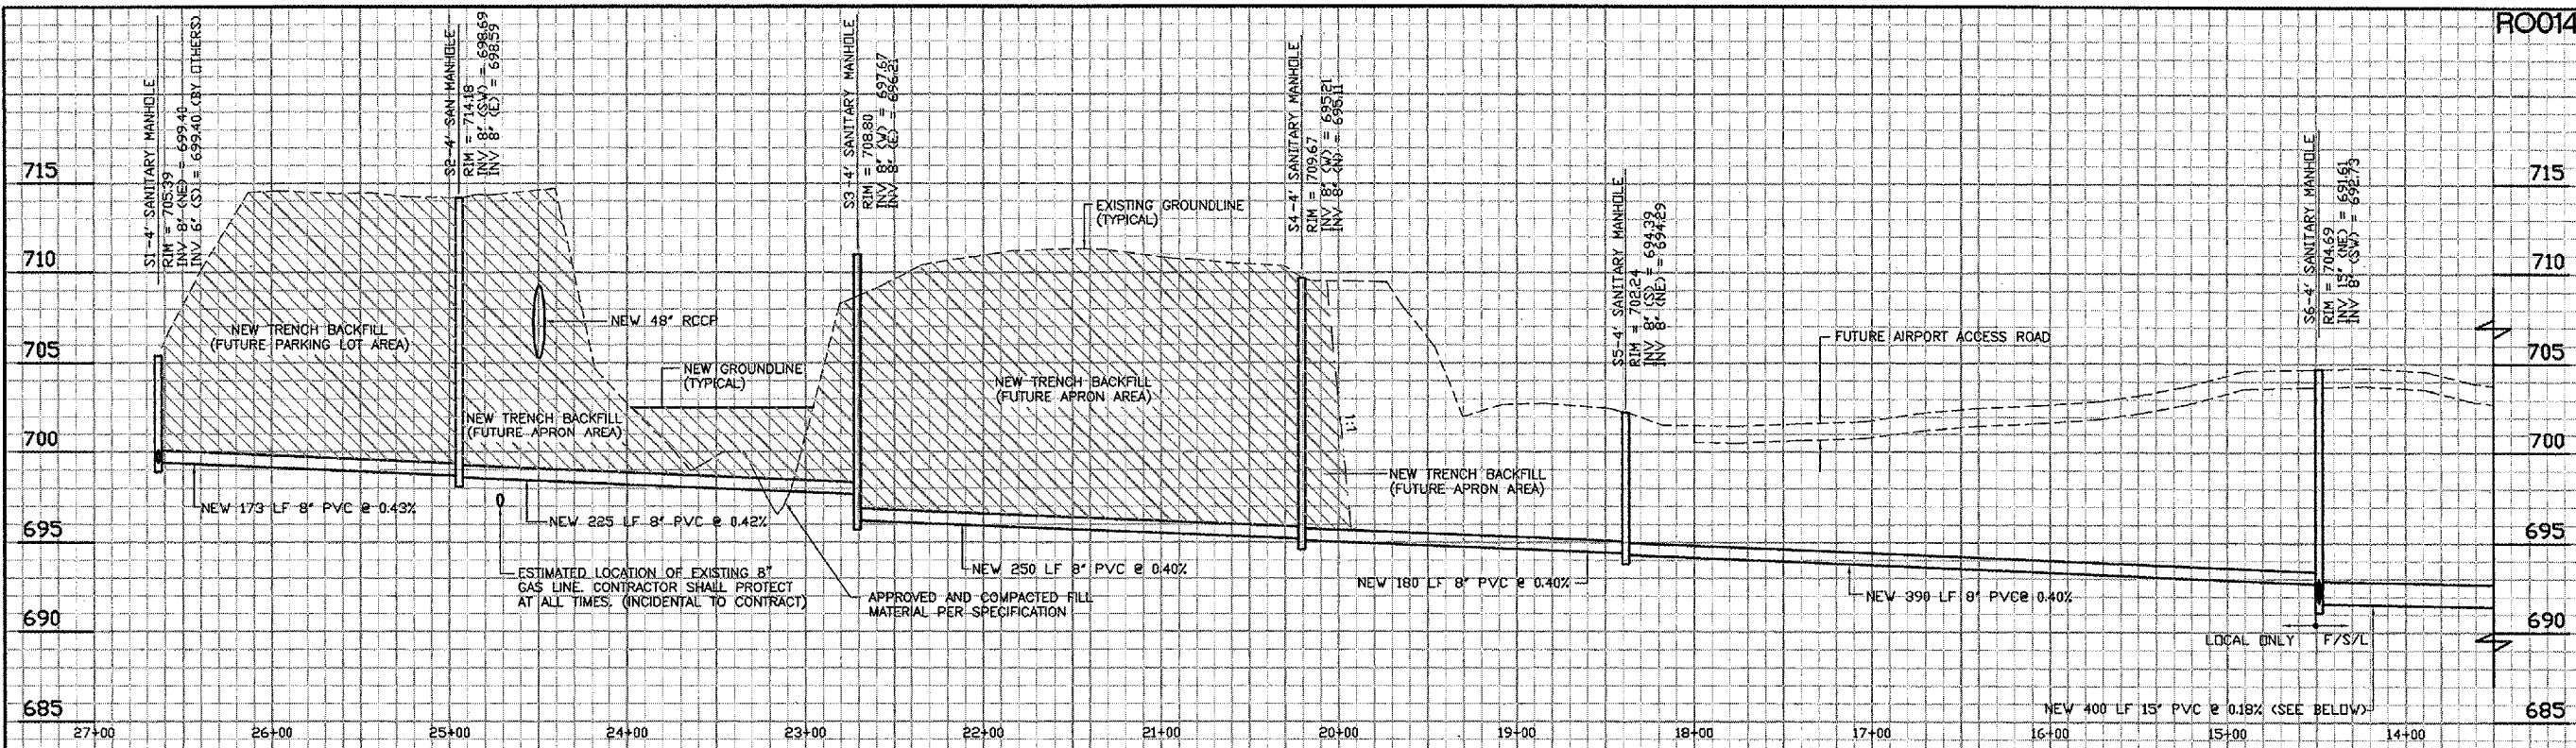 RO014
S1-4' SANITARY MANHOLE
RIM = 705.39
INV 8" (NE) = 699.40
INV 6" (S) = 699.40 (BY OTHERS)
S2-4' SAN MANHOLE
RIM = 714.18
INV 8" (SW) = 698.69
INV 8" (E) = 698.59
S3-4' SANITARY MANHOLE
RIM = 708.80
INV 8" (W) = 697.67
INV 8" (E) = 696.21
S4-4' SANITARY MANHOLE
RIM = 709.67
INV 8" (W) = 695.21
INV 8" (N) = 695.11
S5-4' SANITARY MANHOLE
RIM = 702.24
INV 8" (S) = 694.39
INV 8" (NE) = 694.29
S6-4' SANITARY MANHOLE
RIM = 704.69
INV 15" (NE) = 691.61
INV 8" (SW) = 692.73
715
715
710
710
705
705
700
700
695
695
690
690
685
685
EXISTING GROUNDLINE
(TYPICAL)
NEW 48" RCCP
NEW TRENCH BACKFILL
(FUTURE PARKING LOT AREA)
NEW GROUNDLINE
(TYPICAL)
NEW TRENCH BACKFILL
(FUTURE APRON AREA)
NEW TRENCH BACKFILL
(FUTURE APRON AREA)
1:1
NEW TRENCH BACKFILL
(FUTURE APRON AREA)
FUTURE AIRPORT ACCESS ROAD
NEW 173 LF 8" PVC @ 0.43%
NEW 225 LF 8" PVC @ 0.42%
NEW 250 LF 8" PVC @ 0.40%
NEW 180 LF 8" PVC @ 0.40%
NEW 390 LF 8" PVC@ 0.40%
ESTIMATED LOCATION OF EXISTING 8"
GAS LINE. CONTRACTOR SHALL PROTECT
AT ALL TIMES. (INCIDENTAL TO CONTRACT)
APPROVED AND COMPACTED FILL
MATERIAL PER SPECIFICATION
LOCAL ONLY
F/S/L
NEW 400 LF 15" PVC @ 0.18% (SEE BELOW)
27+00
26+00
25+00
24+00
23+00
22+00
21+00
20+00
19+00
18+00
17+00
16+00
15+00
14+00